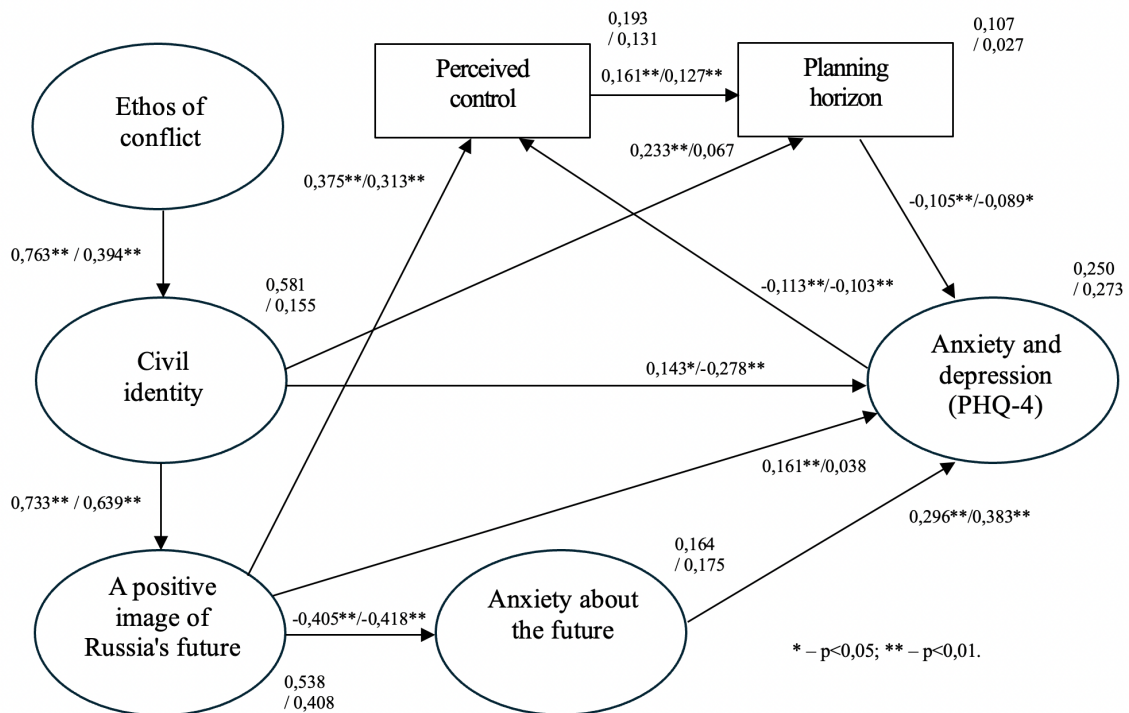 0,193
/ 0,131
0,107
/ 0,027
Perceived
control
0,161**/0,127**
Planning
horizon
Ethos of
conflict
0,233**/0,067
0,375**/0,313**
-0,105**/-0,089*
0,763** / 0,394**
0,581
/ 0,155
-0,113**/-0,103**
0,250
/ 0,273
Civil
identity
0,143*/-0,278**
Anxiety and
depression
(PHQ-4)
0,161**/0,038
0,733** / 0,639**
0,296**/0,383**
0,164
/ 0,175
A positive
image of
Russia's future
-0,405**/-0,418**
Anxiety about
the future
* – p<0,05; ** – p<0,01.
0,538
/ 0,408